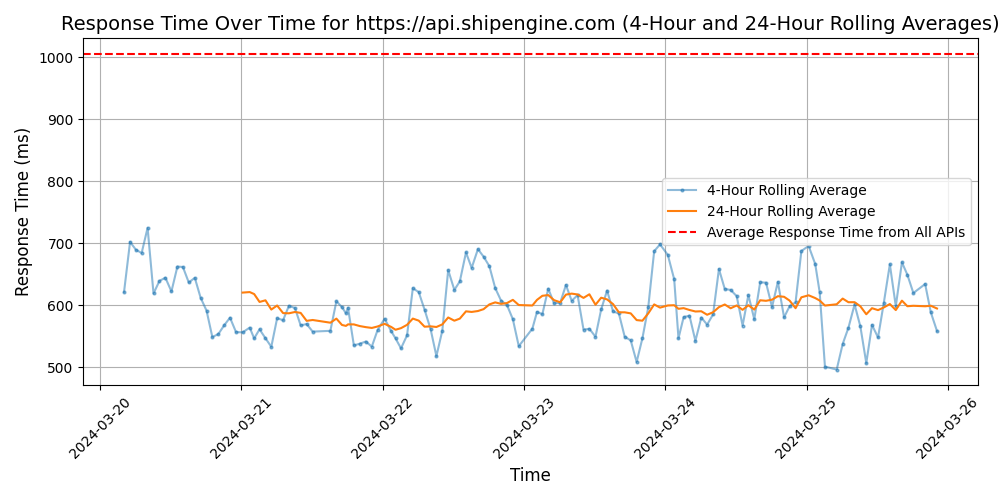 Response Time Over Time for https://api.shipengine.com (4-Hour and 24-Hour Rolling Averages)
Response Time (ms)
1000
900
800
700
600
500
4-Hour Rolling Average
24-Hour Rolling Average
Average Response Time from All APIs
2024-03-20
2024-03-21
2024-03-22
2024-03-23
2024-03-24
2024-03-25
2024-03-26
Time